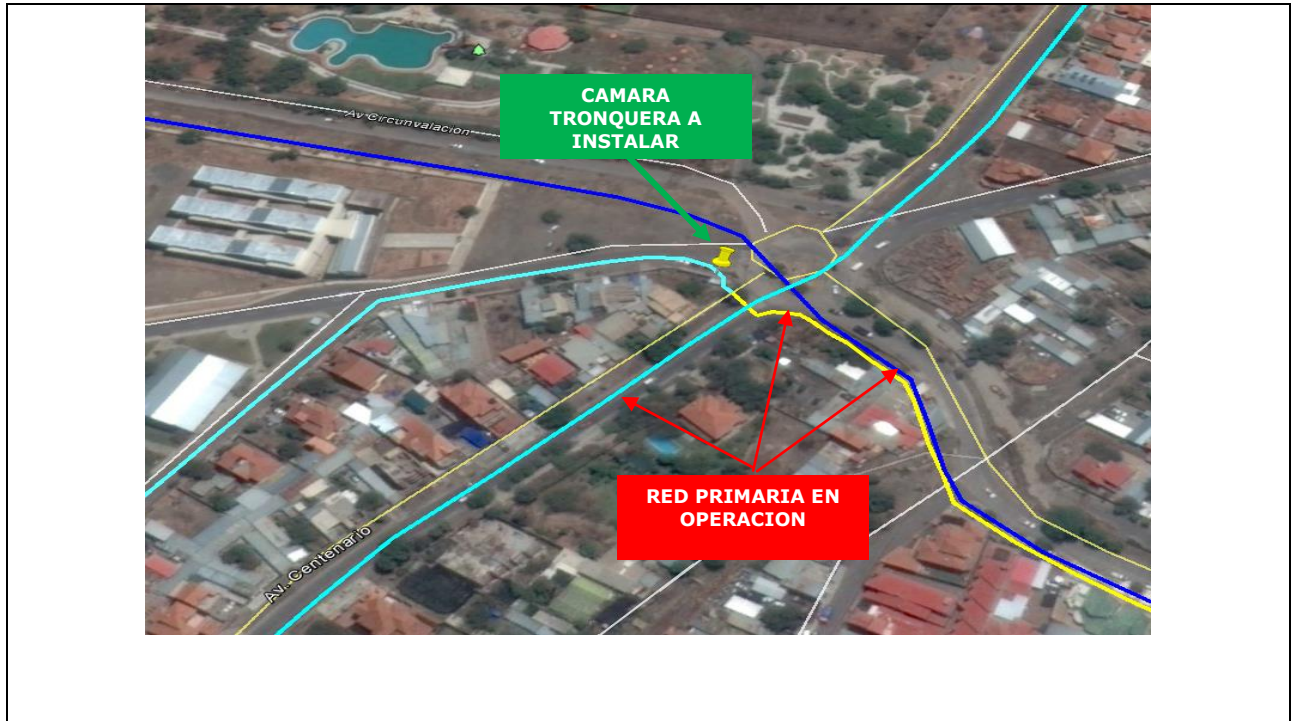 CAMARA
TRONQUERA A
INSTALAR
Av Circunvalacion
RED PRIMARIA EN
OPERACION
Av. Centenario